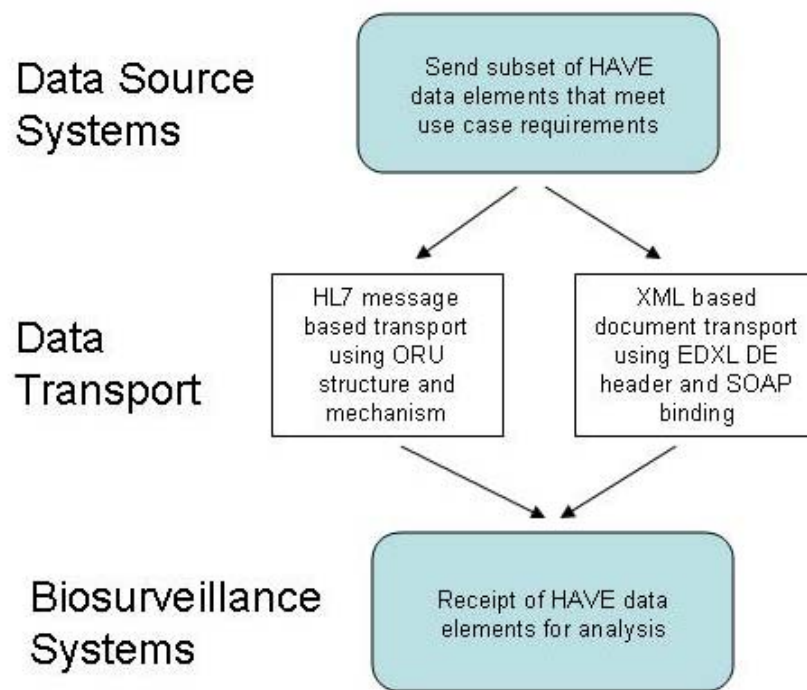 Data Source
Systems
Send subset of HAVE
data elements that meet
use case requirements
Data
Transport
HL7 message
based transport
using ORU
structure and
mechanism
XML based
document transport
using EDXL DE
header and SOAP
binding
Biosurveillance
Systems
Receipt of HAVE data
elements for analysis